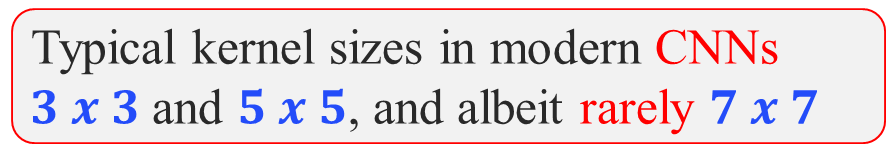 Typical kernel sizes in modern CNNs
3 x 3 and 5 x 5, and albeit rarely 7 x 7